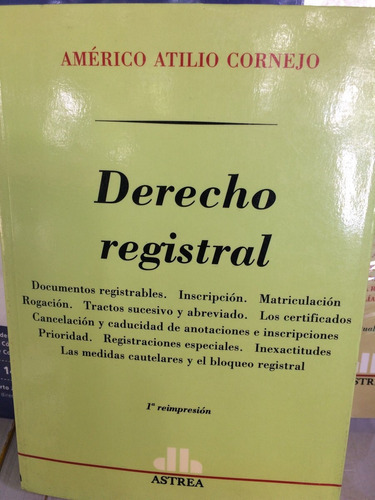 AMÉRICO ATILIO CORNEJO
Derecho
registral
Documentos registrables. Inscripción. Matriculación
Rogación. Tractos sucesivo y abreviado. Los certificados
Cancelación y caducidad de anotaciones e inscripciones
Prioridad. Registraciones especiales. Inexactitudes
Las medidas cautelares y el bloqueo registral
1ª reimpresión
ASTREA
STREA